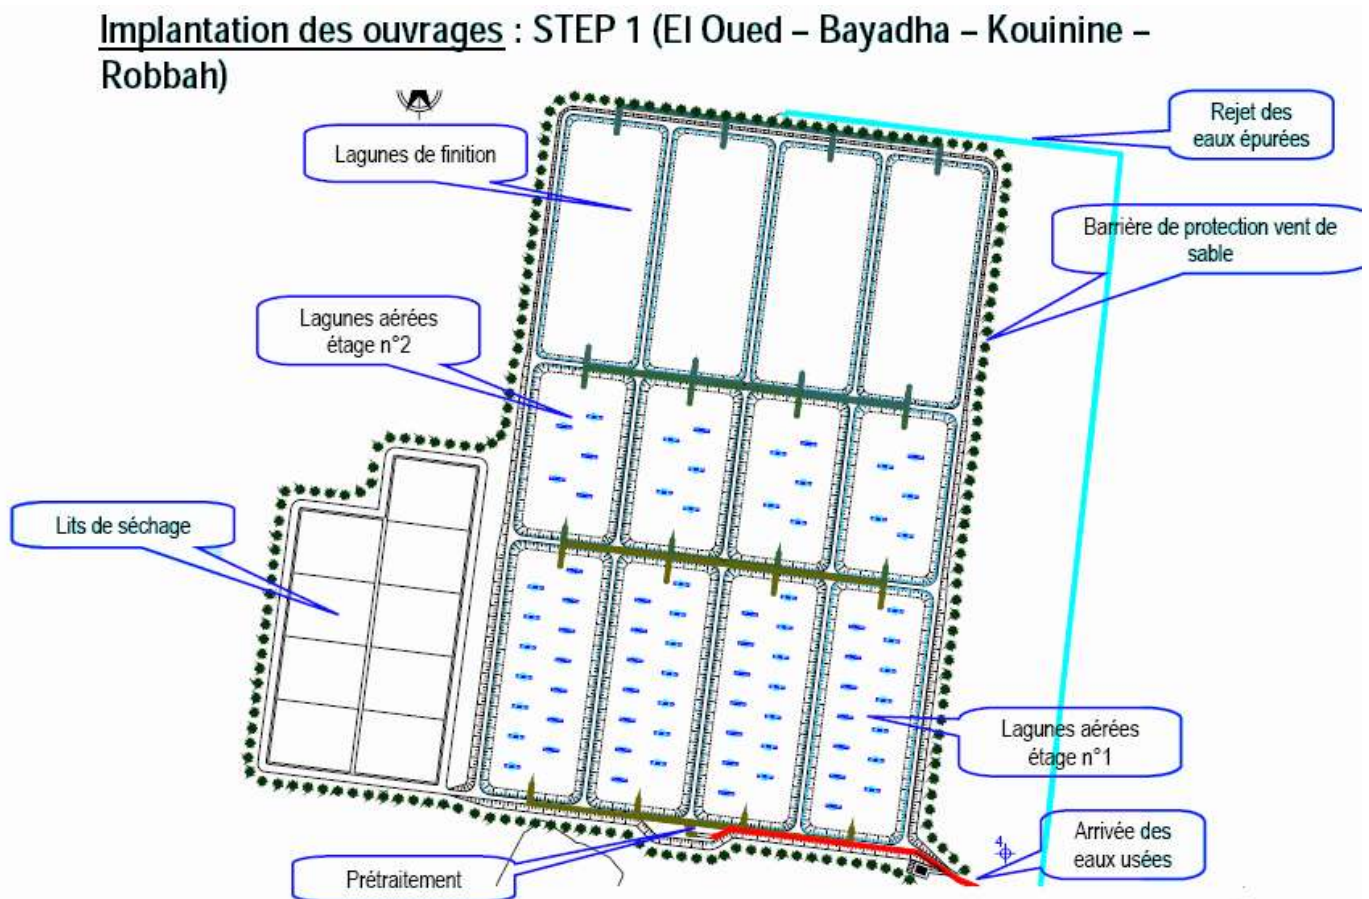 Implantation des ouvrages : STEP 1 (El Oued – Bayadha – Kouinine –
Robbah)
Rejet des
eaux épurées
Lagunes de finition
Barrière de protection vent de
sable
Lagunes aérées
étage n°2
Lits de séchage
Lagunes aérées
étage n°1
4
Arrivée des
eaux usées
Prétraitement